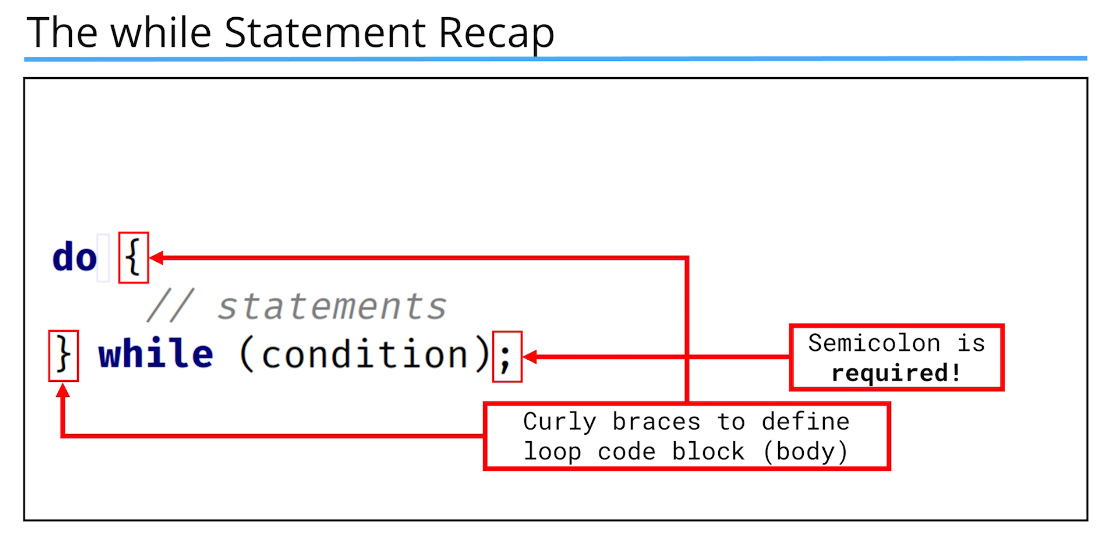 The while Statement Recap
do {
// statements
} while (condition);
Semicolon is
required!
Curly braces to define
loop code block (body)